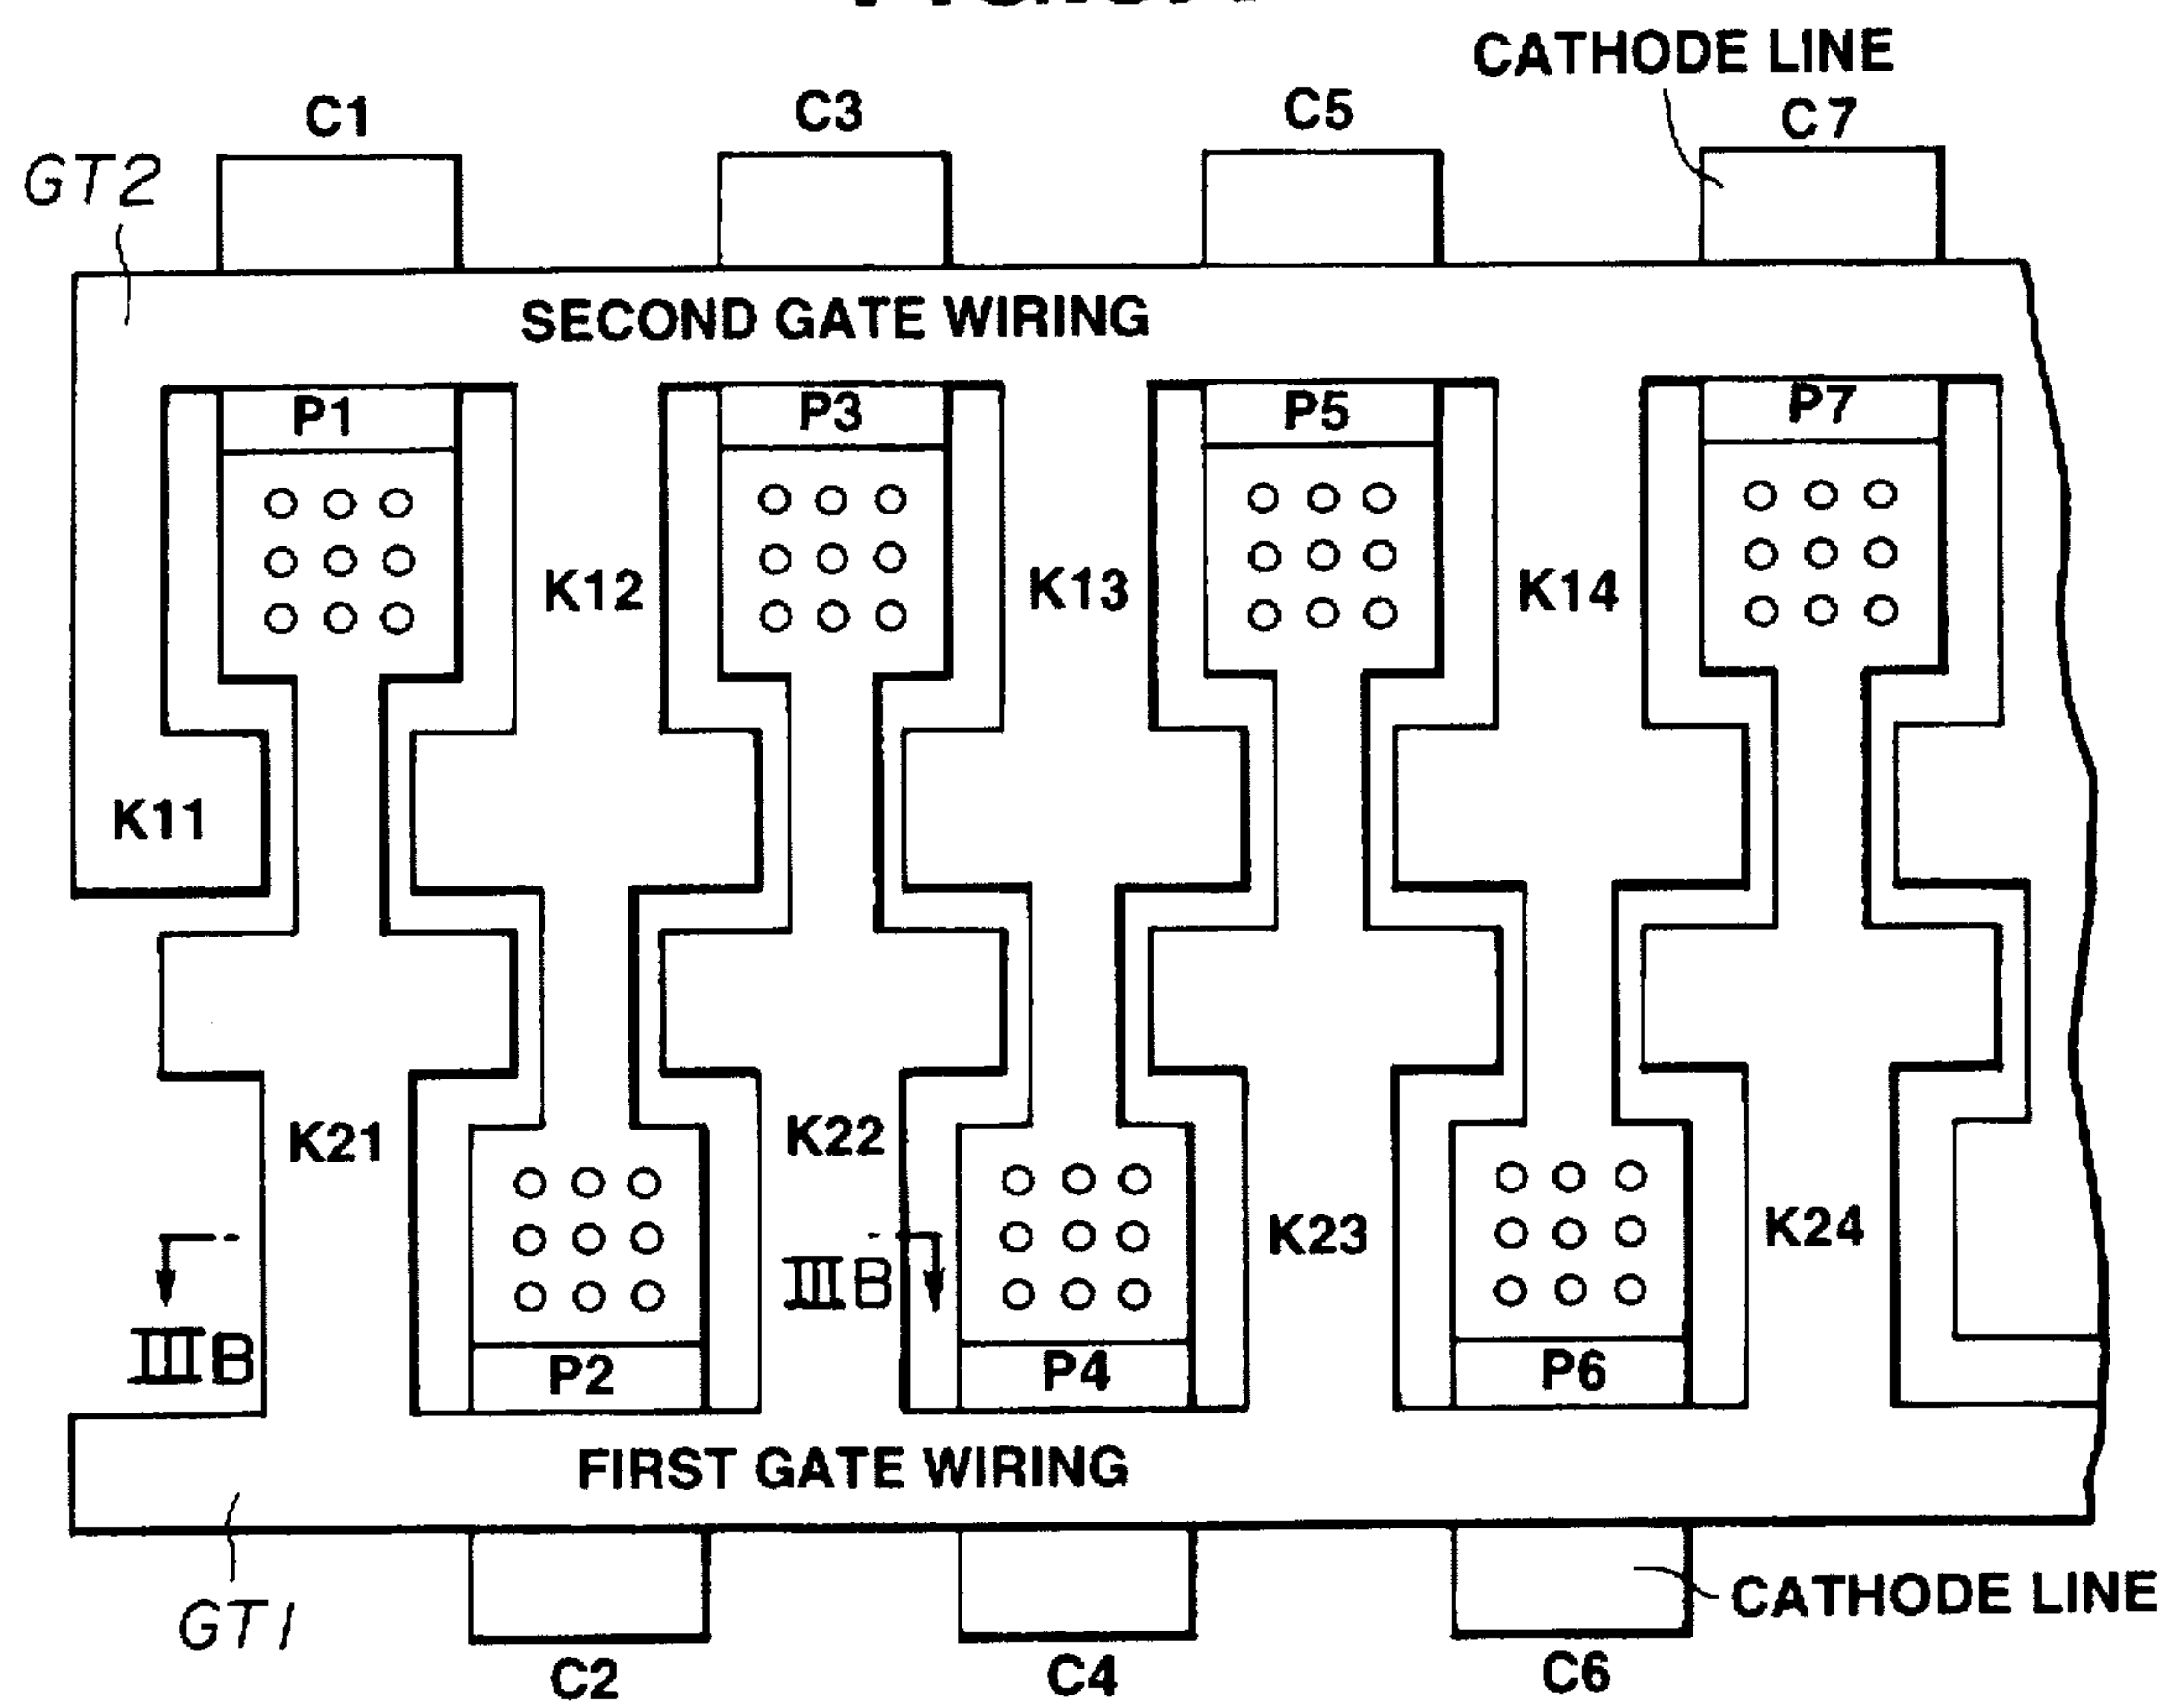 CATHODE LINE
C1 C3 C5 C7
GT2
SECOND GATE WIRING
P1 P3 P5 P7
K12 K13 K14
K11
K21 K22
K23 K24
IIIB
IIIB
P2 P4 P6
FIRST GATE WIRING
CATHODE LINE
GT1
C2 C4 C6